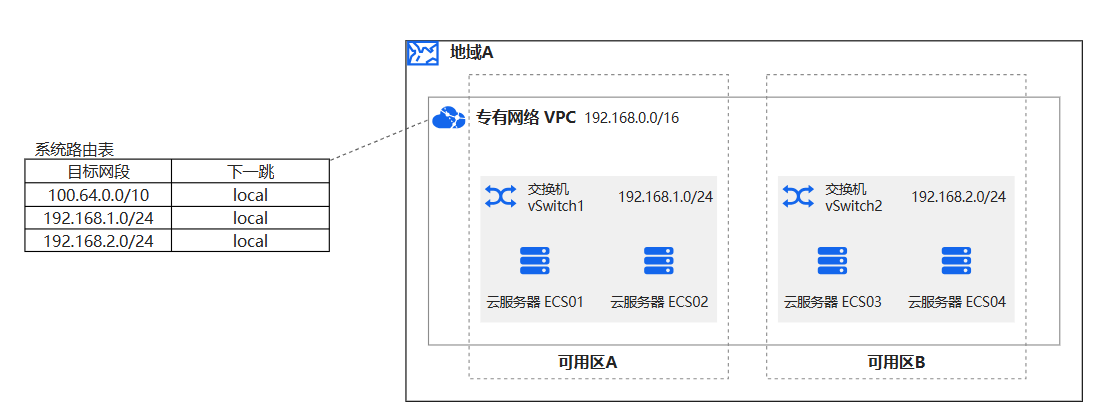 地域A
专有网络 VPC 192.168.0.0/16
系统路由表
目标网段 下一跳
100.64.0.0/10 local
192.168.1.0/24 local
192.168.2.0/24 local
交换机
vSwitch1
192.168.1.0/24
云服务器 ECS01
云服务器 ECS02
可用区A
交换机
vSwitch2
192.168.2.0/24
云服务器 ECS03
云服务器 ECS04
可用区B